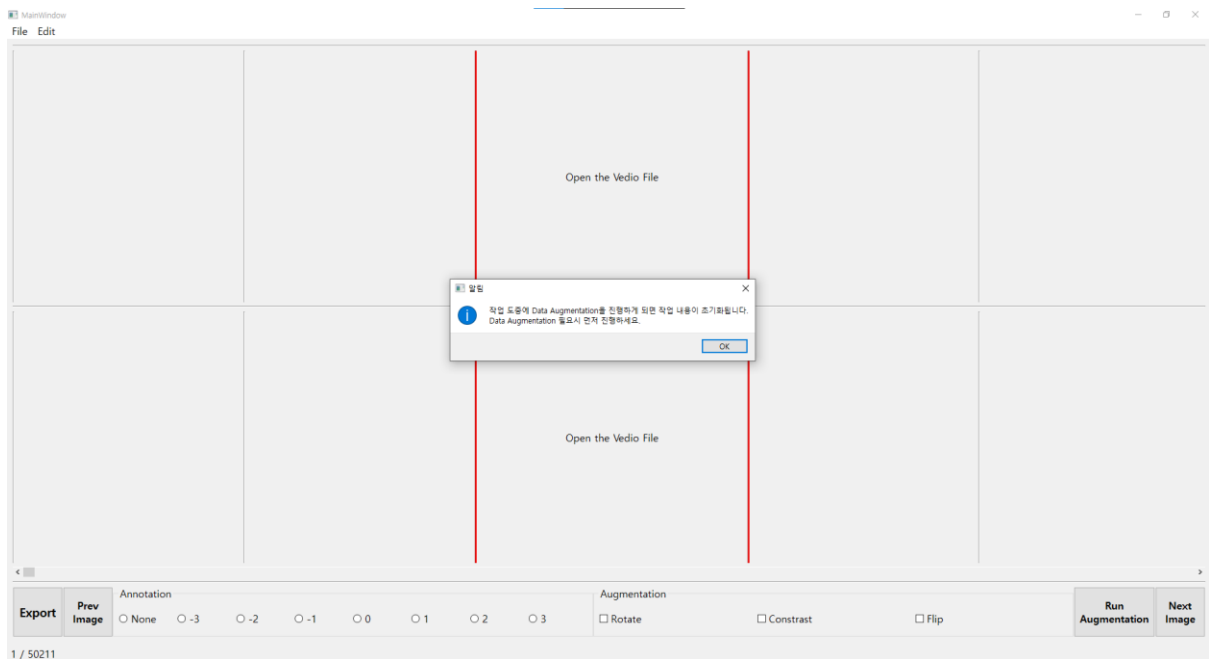 MainWindow
File Edit
Open the Vedio File
알림
작업 도중에 Data Augmentation을 진행하게 되면 작업 내용이 초기화됩니다.
Data Augmentation 필요시 먼저 진행하세요.
OK
Open the Vedio File
Export
Prev
Image
Annotation
None -3 -2 -1 0 1 2 3
Augmentation
Rotate Constrast Flip
Run
Augmentation
Next
Image
1 / 50211